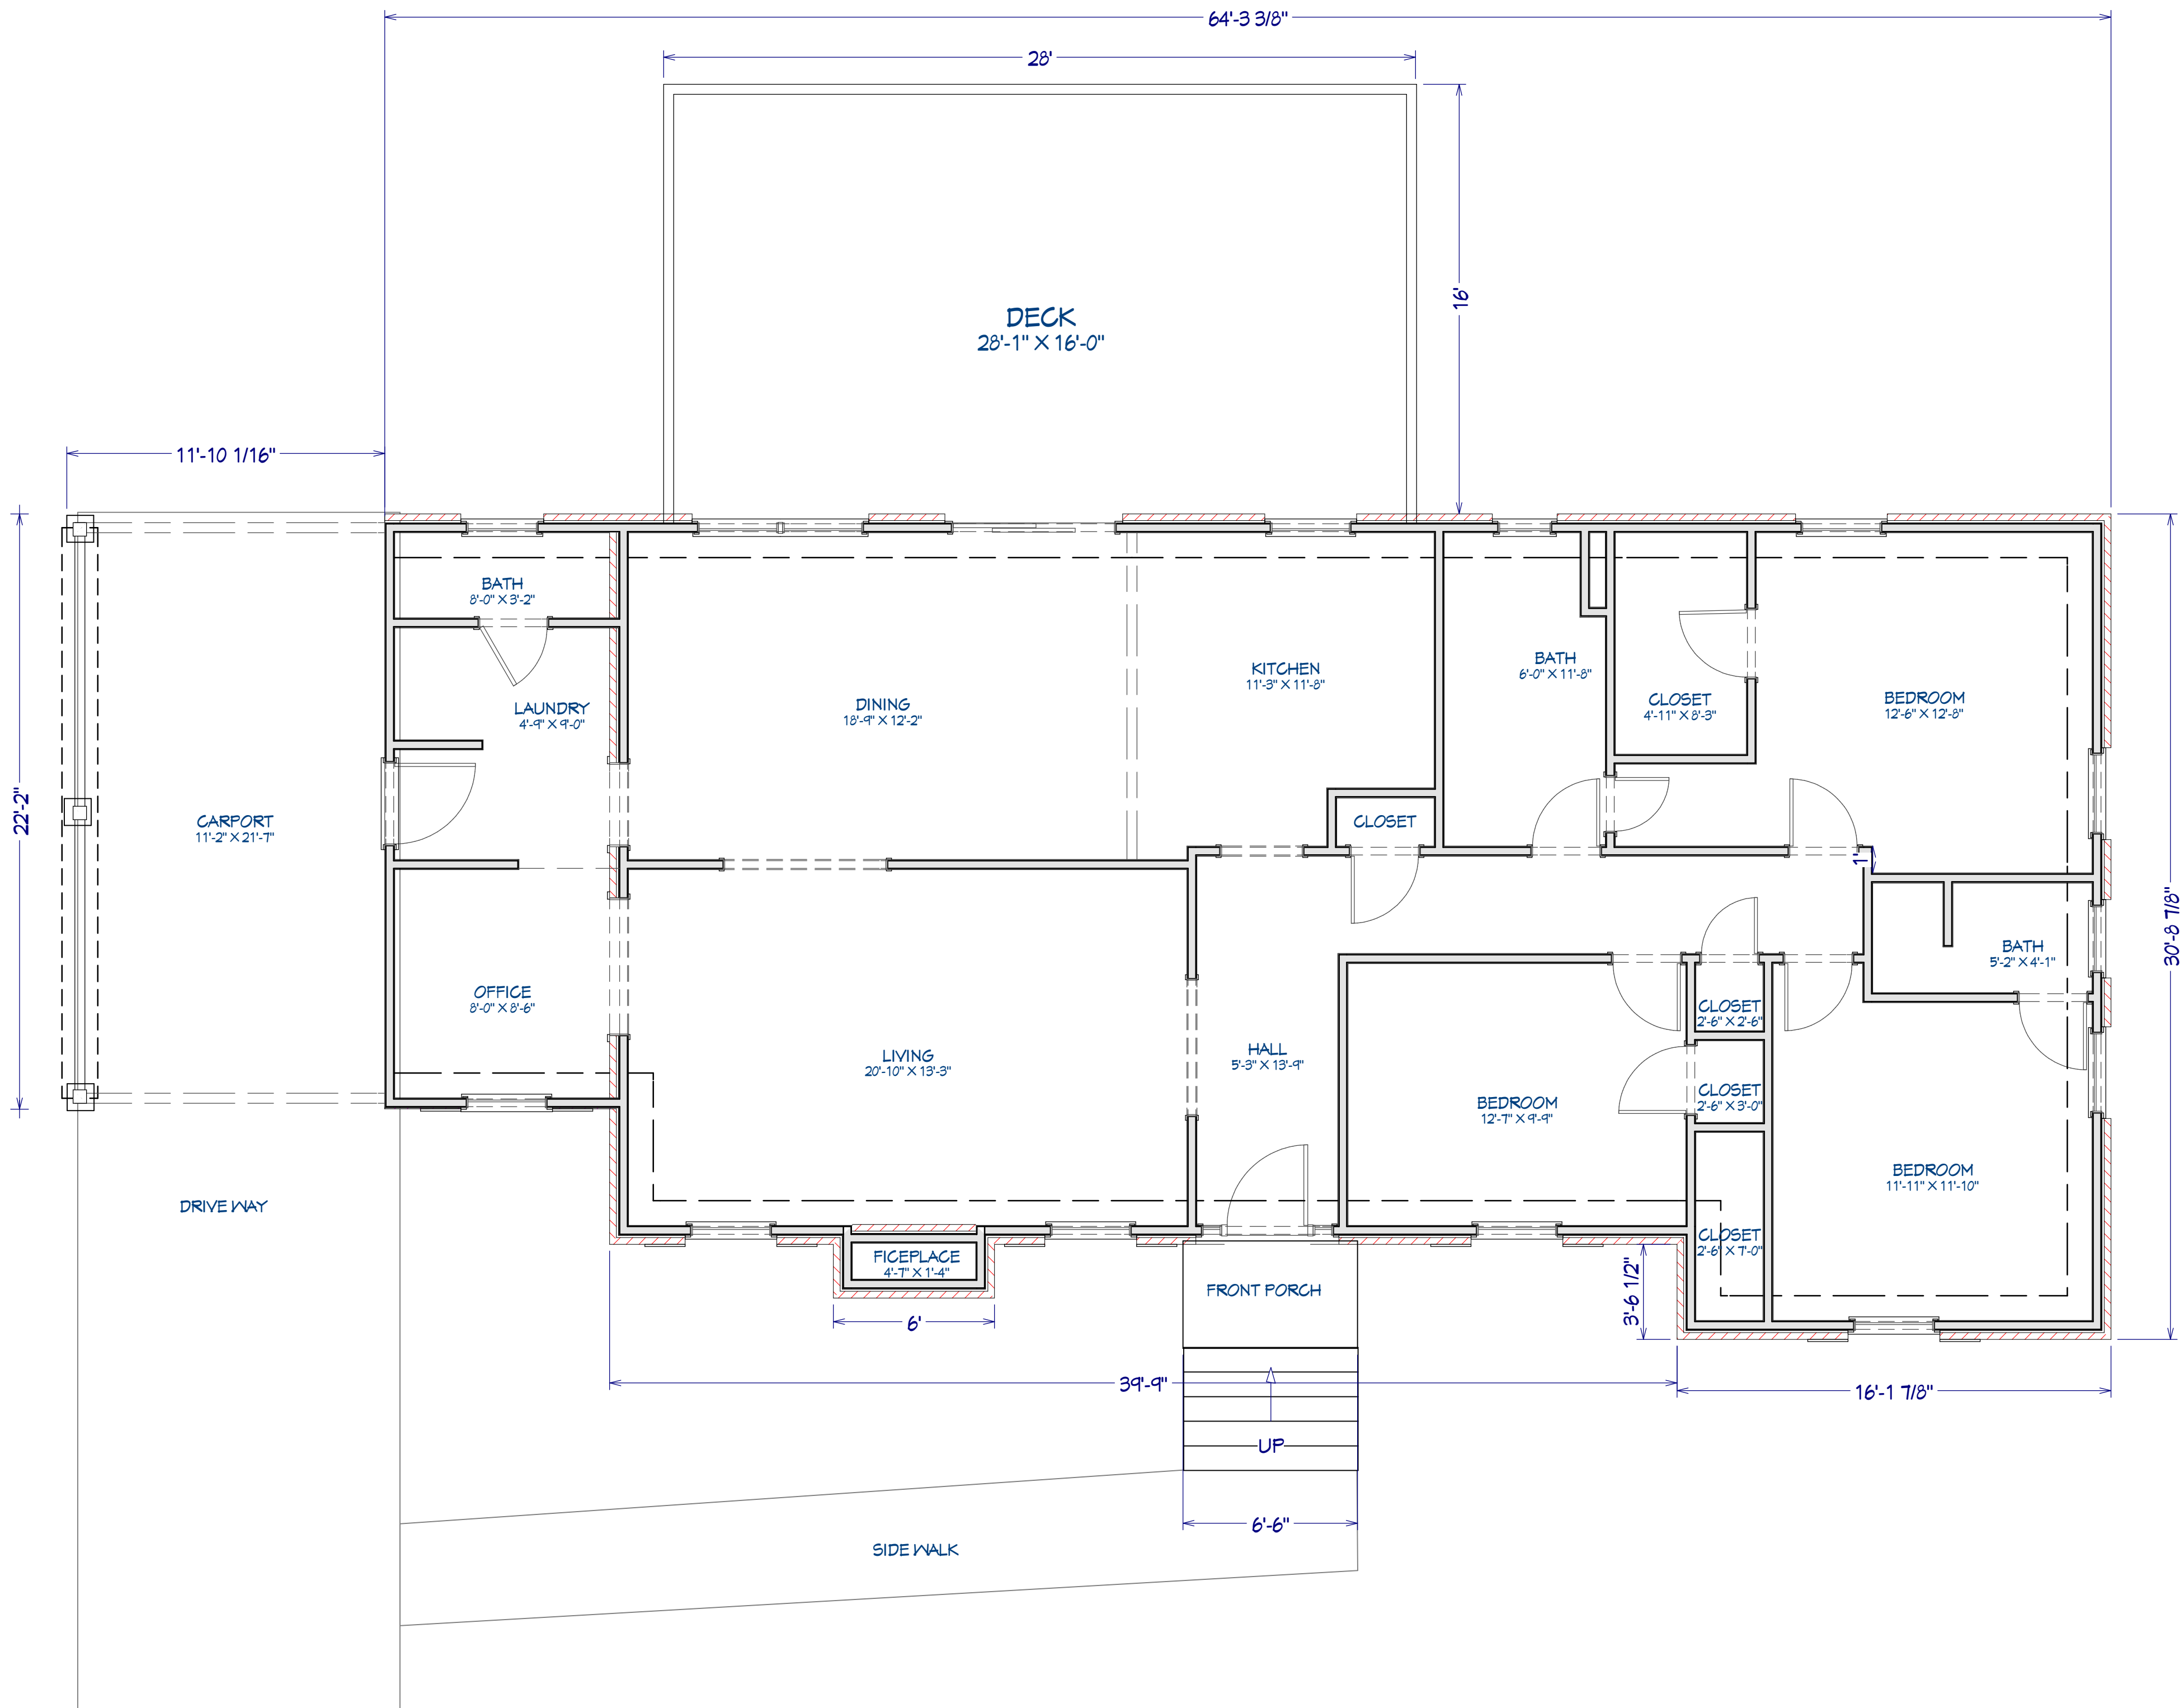 64'-3 3/8"
28'
DECK
28'-1" X 16'-0"
16'
11'-10 1/16"
22'-2"
CARPORT
11'-2" X 21'-7"
BATH
8'-0" X 3'-2"
LAUNDRY
4'-9" X 9'-0"
OFFICE
8'-0" X 8'-6"
DINING
18'-9" X 12'-2"
KITCHEN
11'-3" X 11'-8"
CLOSET
BATH
6'-0" X 11'-8"
CLOSET
4'-11" X 8'-3"
BEDROOM
12'-6" X 12'-8"
1'
30'-8 7/8"
BATH
5'-2" X 4'-1"
LIVING
20'-10" X 13'-3"
HALL
5'-3" X 13'-9"
BEDROOM
12'-7" X 9'-9"
CLOSET
2'-6" X 2'-6"
CLOSET
2'-6" X 3'-0"
CLOSET
2'-6" X 7'-0"
BEDROOM
11'-11" X 11'-10"
DRIVE WAY
FICEPLACE
4'-7" X 1'-4"
6'
FRONT PORCH
3'-6 1/2"
39'-9"
16'-1 7/8"
UP
6'-6"
SIDE WALK